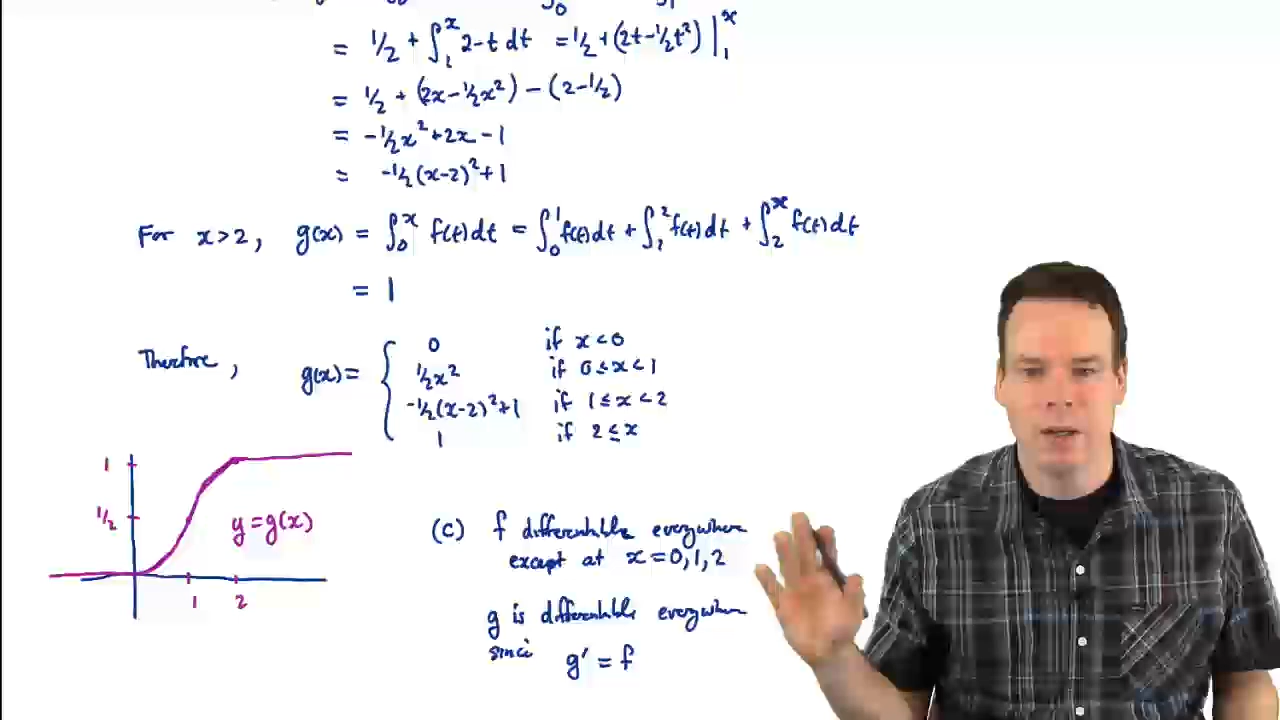 = 1/2 + ∫₁ˣ 2-t dt = 1/2 + (2t-1/2t²)|₁ˣ
= 1/2 + (2x-1/2x²) - (2-1/2)
= -1/2x² + 2x - 1
= -1/2(x-2)² + 1
For x>2, g(x) = ∫₀ˣ f(t)dt = ∫₀¹ f(t)dt + ∫₁² f(t)dt + ∫₂ˣ f(t)dt
= 1
Therefore, g(x) = {
0 if x<0
1/2x² if 0≤x<1
-1/2(x-2)²+1 if 1≤x<2
1 if 2≤x
1
1/2
y=g(x)
1 2
(c) f differentiable everywhere
except at x=0,1,2
g is differentiable everywhere
since g' = f